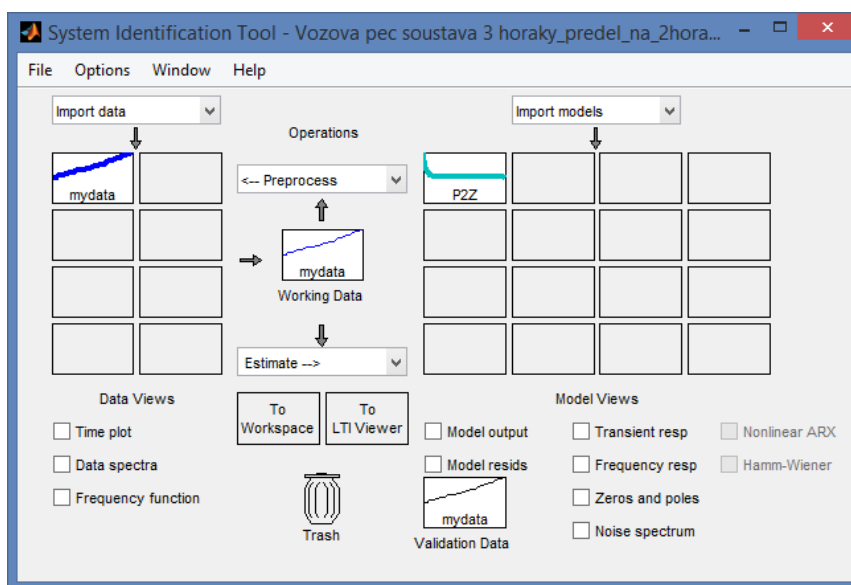 System Identification Tool - Vozova pec soustava 3 horaky_predel_na_2hora...
File Options Window Help
Import data
Operations
Import models
mydata
<-- Preprocess
P2Z
mydata
Working Data
Estimate -->
Data Views
To
Workspace
To
LTI Viewer
Model Views
Time plot
Data spectra
Frequency function
Trash
Model output
Model resids
mydata
Validation Data
Transient resp
Frequency resp
Zeros and poles
Noise spectrum
Nonlinear ARX
Hamm-Wiener